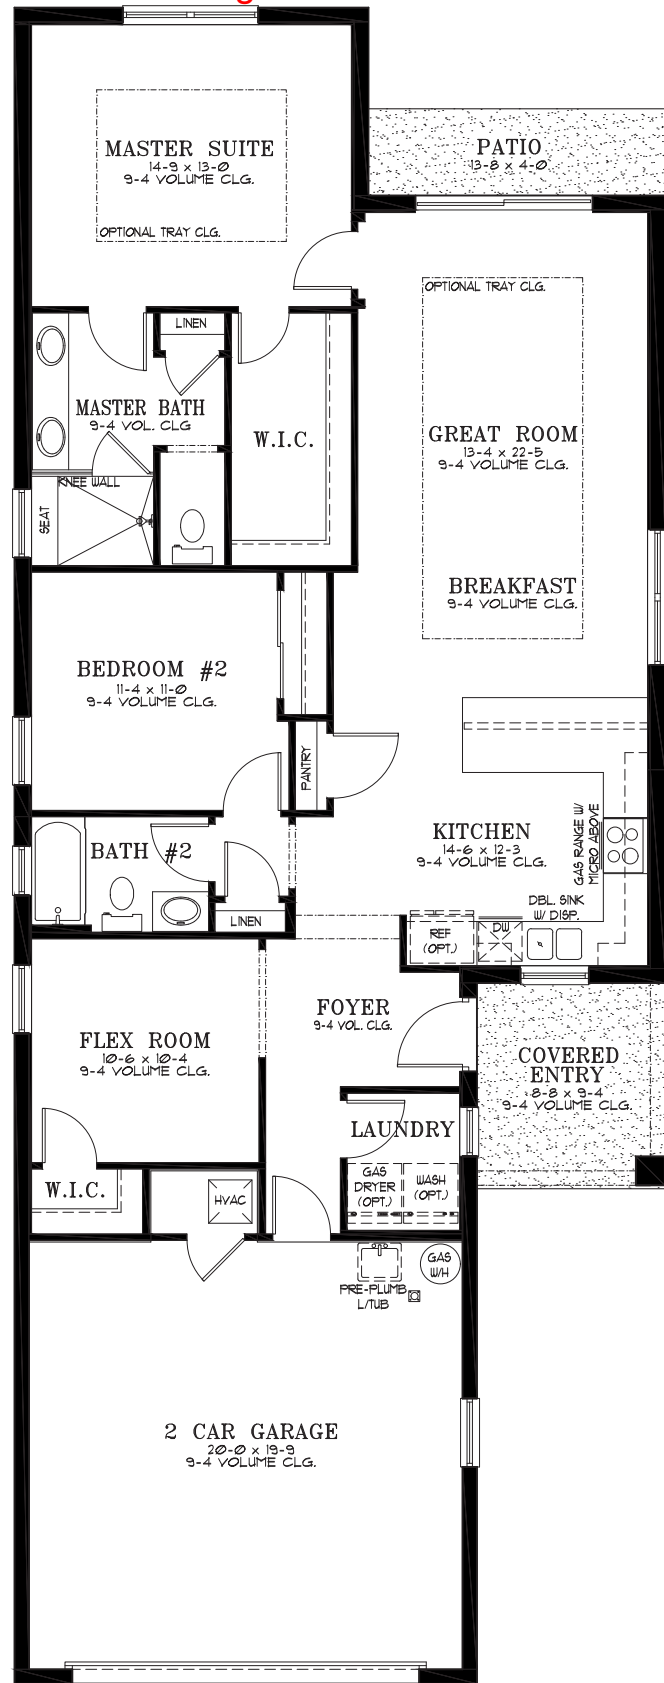 MASTER SUITE
14-9 x 13-0
9-4 VOLUME CLG.
OPTIONAL TRAY CLG.
PATIO
13-8 x 4-0
OPTIONAL TRAY CLG.
LINEN
MASTER BATH
9-4 VOL. CLG
W.I.C.
GREAT ROOM
13-4 x 22-5
9-4 VOLUME CLG.
KNEE WALL
SEAT
BREAKFAST
9-4 VOLUME CLG.
BEDROOM #2
11-4 x 11-0
9-4 VOLUME CLG.
PANTRY
KITCHEN
14-6 x 12-3
9-4 VOLUME CLG.
GAS RANGE W/
MICRO ABOVE
BATH #2
LINEN
DBL. SINK
W/ DISP.
REF
(OPT.)
DW
FOYER
9-4 VOL. CLG.
FLEX ROOM
10-6 x 10-4
9-4 VOLUME CLG.
COVERED
ENTRY
8-8 x 9-4
9-4 VOLUME CLG.
LAUNDRY
GAS
DRYER
(OPT.)
WASH
(OPT.)
W.I.C.
HVAC
GAS
W/H
PRE-PLUMB
L/TUB
2 CAR GARAGE
20-0 x 19-9
9-4 VOLUME CLG.